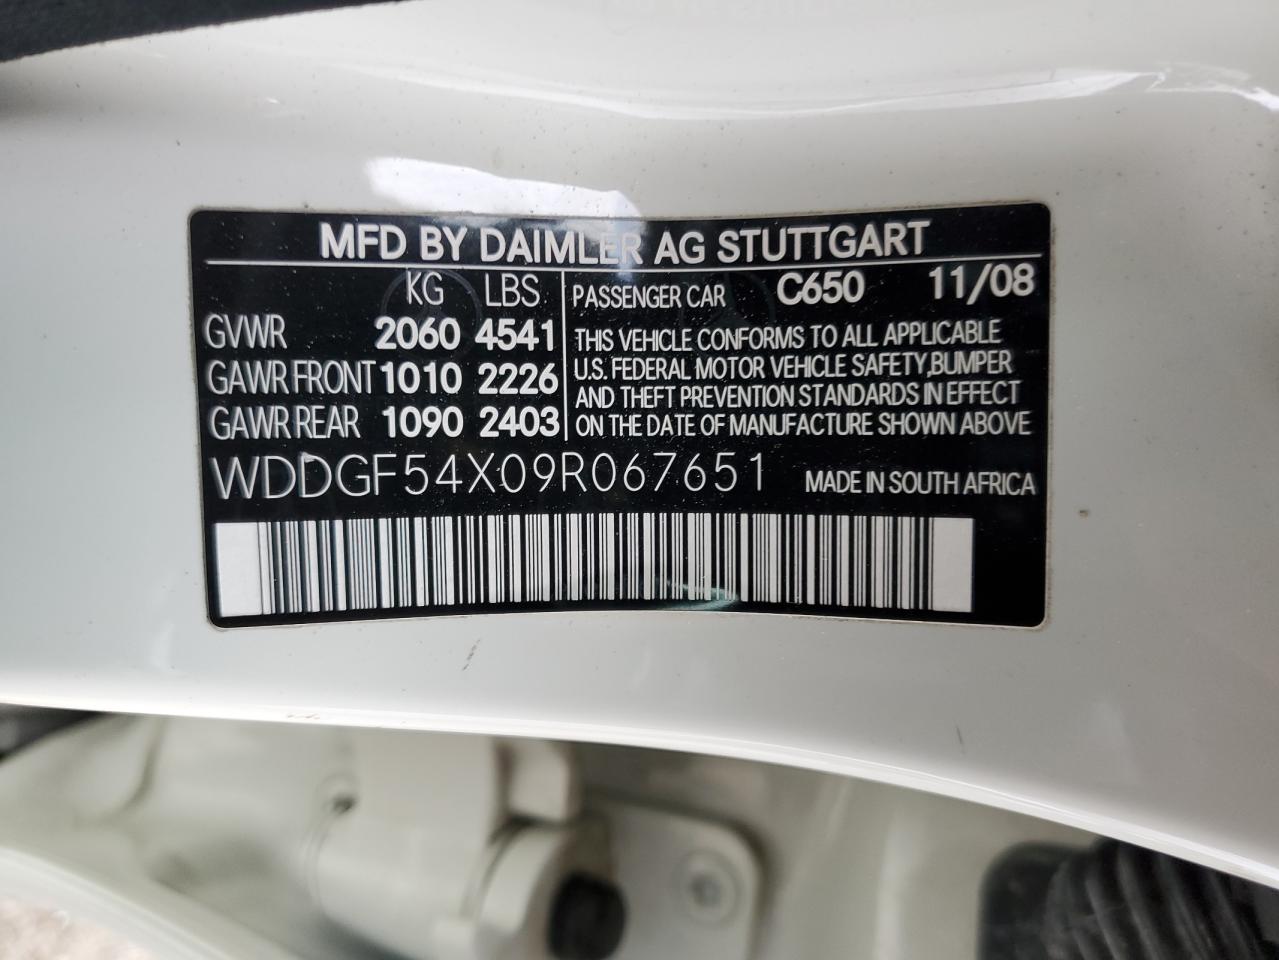 MFD BY DAIMLER AG STUTTGART
KG LBS
GVWR 2060 4541
GAWR FRONT 1010 2226
GAWR REAR 1090 2403
PASSENGER CAR C650 11/08
THIS VEHICLE CONFORMS TO ALL APPLICABLE
U.S. FEDERAL MOTOR VEHICLE SAFETY,BUMPER
AND THEFT PREVENTION STANDARDS IN EFFECT
ON THE DATE OF MANUFACTURE SHOWN ABOVE
WDDGF54X09R067651 MADE IN SOUTH AFRICA